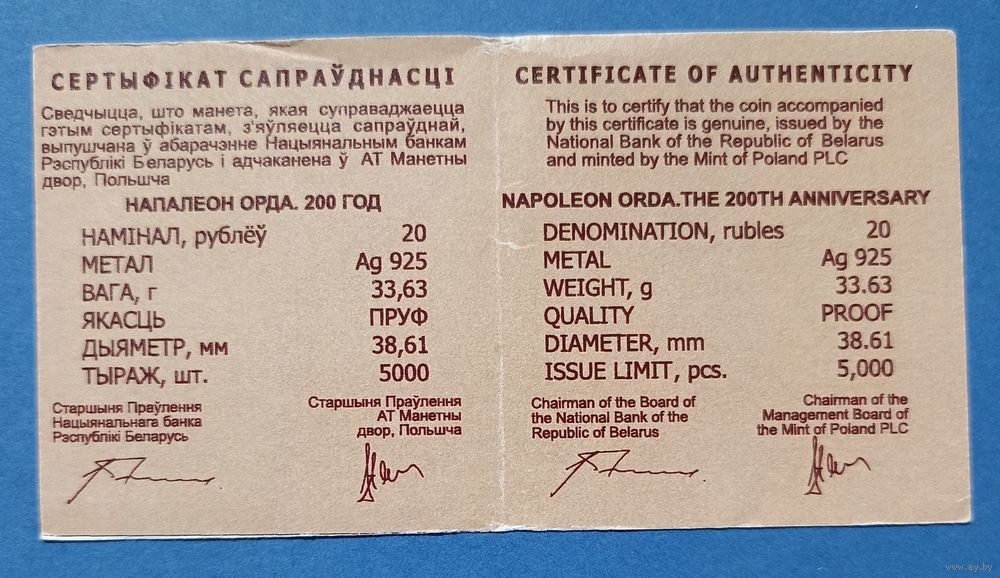 СЕРТЫФІКАТ САПРАЎДНАСЦІ
Сведчыцца, што манета, якая суправаджаецца
гэтым сертыфікатам, з'яўляецца сапраўднай,
выпушчана ў абарачэнне Нацыянальным банкам
Рэспублікі Беларусь і адчаканена ў АТ Манетны
двор, Польшча
НАПАЛЕОН ОРДА. 200 ГОД
НАМІНАЛ, рублёў 20
МЕТАЛ Ag 925
ВАГА, г 33,63
ЯКАСЦЬ ПРУФ
ДЫЯМЕТР, мм 38,61
ТЫРАЖ, шт. 5000
Старшыня Праўлення
Нацыянальнага банка
Рэспублікі Беларусь
Старшыня Праўлення
АТ Манетны
двор, Польшча
CERTIFICATE OF AUTHENTICITY
This is to certify that the coin accompanied
by this certificate is genuine, issued by the
National Bank of the Republic of Belarus
and minted by the Mint of Poland PLC
NAPOLEON ORDA.THE 200TH ANNIVERSARY
DENOMINATION, rubles 20
METAL Ag 925
WEIGHT, g 33.63
QUALITY PROOF
DIAMETER, mm 38.61
ISSUE LIMIT, pcs. 5,000
Chairman of the Board of
the National Bank of the
Republic of Belarus
Chairman of the
Management Board of
the Mint of Poland PLC
www.ay.by